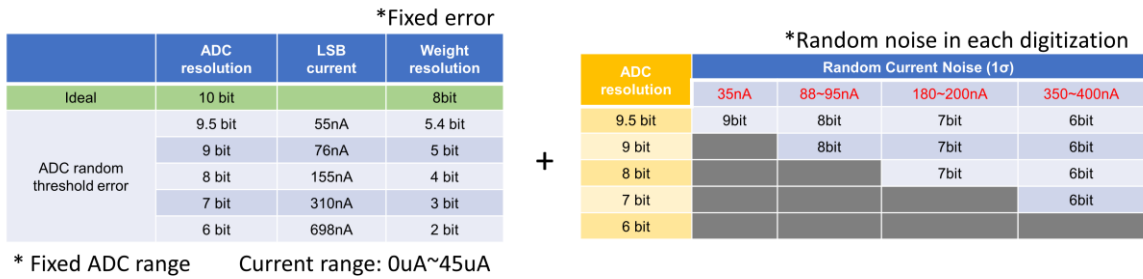 *Fixed error
ADC resolution LSB current Weight resolution
Ideal 10 bit 8bit
ADC random threshold error 9.5 bit 55nA 5.4 bit
9 bit 76nA 5 bit
8 bit 155nA 4 bit
7 bit 310nA 3 bit
6 bit 698nA 2 bit
* Fixed ADC range Current range: 0uA~45uA
+
*Random noise in each digitization
ADC resolution Random Current Noise (1σ)
35nA 88~95nA 180~200nA 350~400nA
9.5 bit 9bit 8bit 7bit 6bit
9 bit 8bit 7bit 6bit
8 bit 7bit 6bit
7 bit 6bit
6 bit